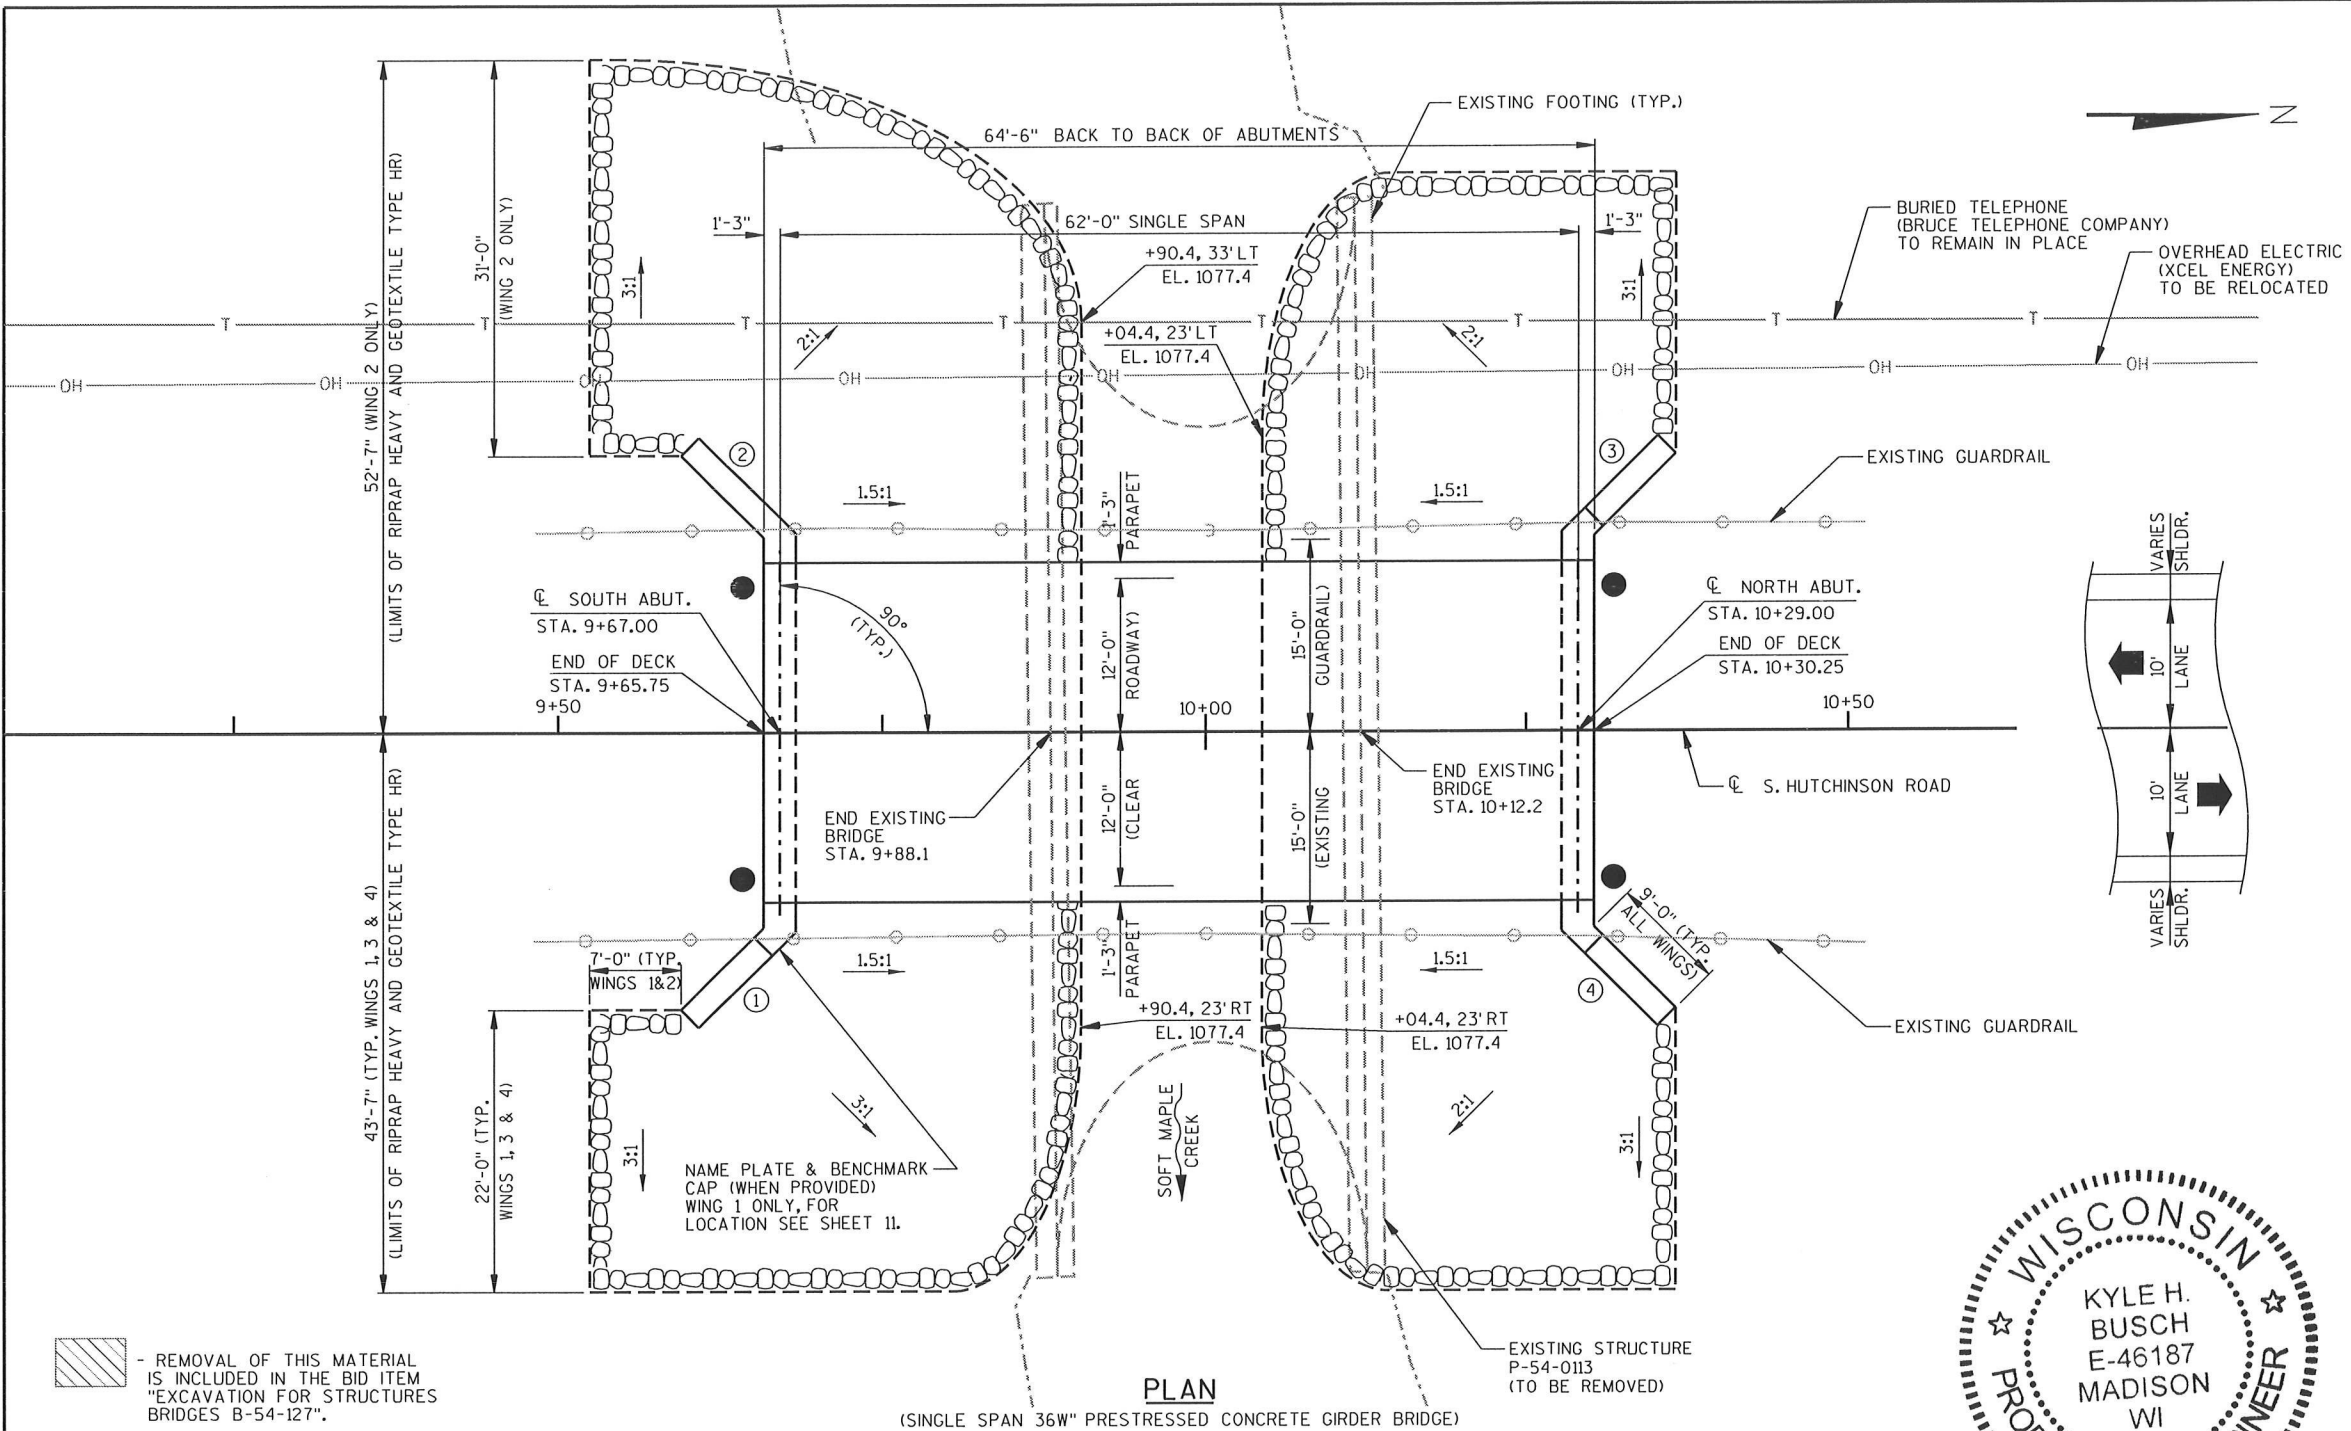 EXISTING FOOTING (TYP.)
64'-6" BACK TO BACK OF ABUTMENTS
N
52'-7" (WING 2 ONLY)
(LIMITS OF RIPRAP HEAVY AND GEOTEXTILE TYPE HR)
31'-0"
(WING 2 ONLY)
1'-3"
62'-0" SINGLE SPAN
1'-3"
BURIED TELEPHONE
(BRUCE TELEPHONE COMPANY)
TO REMAIN IN PLACE
OVERHEAD ELECTRIC
(XCEL ENERGY)
TO BE RELOCATED
+90.4, 33' LT
EL. 1077.4
3:1
3:1
T T T T T T T T
2:1
+04.4, 23' LT
EL. 1077.4
2:1
OH OH OH OH OH OH OH OH OH
2
3
EXISTING GUARDRAIL
1.5:1
1.5:1
1'-3"
PARAPET
VARIES
SHLDR.
℄ SOUTH ABUT.
STA. 9+67.00
90°
(TYP.)
12'-0"
ROADWAY)
15'-0"
GUARDRAIL)
℄ NORTH ABUT.
STA. 10+29.00
END OF DECK
STA. 9+65.75
END OF DECK
STA. 10+30.25
10'
LANE
9+50
10+00
10+50
END EXISTING
BRIDGE
STA. 9+88.1
12'-0"
(CLEAR
15'-0"
(EXISTING
END EXISTING
BRIDGE
STA. 10+12.2
℄ S. HUTCHINSON ROAD
10'
LANE
VARIES
SHLDR.
43'-7" (TYP. WINGS 1, 3 & 4)
(LIMITS OF RIPRAP HEAVY AND GEOTEXTILE TYPE HR)
7'-0" (TYP.
WINGS 1&2)
1.5:1
1'-3"
PARAPET
1.5:1
9'-0" (TYP.
ALL WINGS)
1
4
+90.4, 23' RT
EL. 1077.4
+04.4, 23' RT
EL. 1077.4
EXISTING GUARDRAIL
22'-0" (TYP.
WINGS 1, 3 & 4)
3:1
3:1
SOFT MAPLE
CREEK
2:1
3:1
NAME PLATE & BENCHMARK
CAP (WHEN PROVIDED)
WING 1 ONLY, FOR
LOCATION SEE SHEET 11.
EXISTING STRUCTURE
P-54-0113
(TO BE REMOVED)
- REMOVAL OF THIS MATERIAL
IS INCLUDED IN THE BID ITEM
"EXCAVATION FOR STRUCTURES
BRIDGES B-54-127".
PLAN
(SINGLE SPAN 36W" PRESTRESSED CONCRETE GIRDER BRIDGE)
WISCONSIN
KYLE H.
BUSCH
E-46187
MADISON
WI